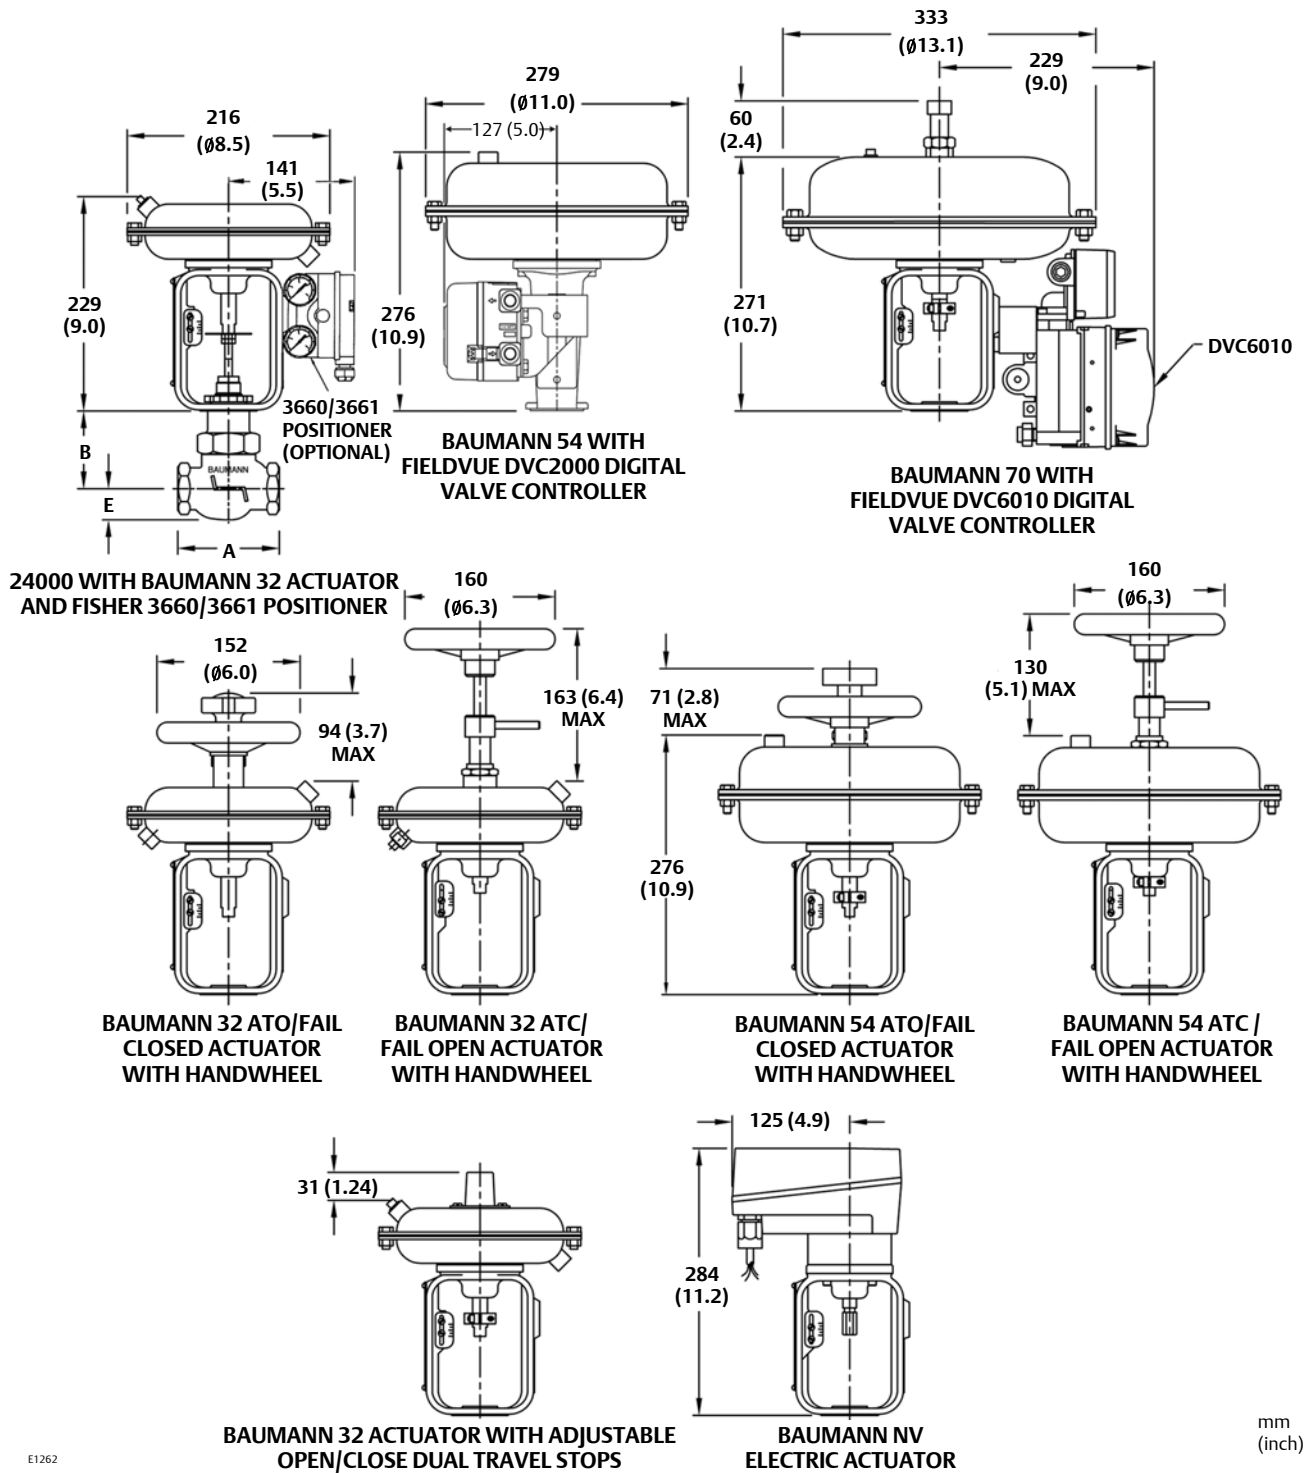 333
(ø13.1)
229
(9.0)
279
(ø11.0)
127 (5.0)
60
(2.4)
216
(ø8.5)
141
(5.5)
229
(9.0)
276
(10.9)
271
(10.7)
DVC6010
3660/3661
POSITIONER
(OPTIONAL)
B
BAUMANN
E
A
BAUMANN 54 WITH
FIELDVUE DVC2000 DIGITAL
VALVE CONTROLLER
BAUMANN 70 WITH
FIELDVUE DVC6010 DIGITAL
VALVE CONTROLLER
24000 WITH BAUMANN 32 ACTUATOR
AND FISHER 3660/3661 POSITIONER
160
(ø6.3)
160
(ø6.3)
152
(ø6.0)
94 (3.7)
MAX
163 (6.4)
MAX
71 (2.8)
MAX
130
(5.1) MAX
276
(10.9)
BAUMANN 32 ATO/FAIL
CLOSED ACTUATOR
WITH HANDWHEEL
BAUMANN 32 ATC/
FAIL OPEN ACTUATOR
WITH HANDWHEEL
BAUMANN 54 ATO/FAIL
CLOSED ACTUATOR
WITH HANDWHEEL
BAUMANN 54 ATC /
FAIL OPEN ACTUATOR
WITH HANDWHEEL
125 (4.9)
31 (1.24)
284
(11.2)
BAUMANN 32 ACTUATOR WITH ADJUSTABLE
OPEN/CLOSE DUAL TRAVEL STOPS
BAUMANN NV
ELECTRIC ACTUATOR
mm
(inch)
E1262